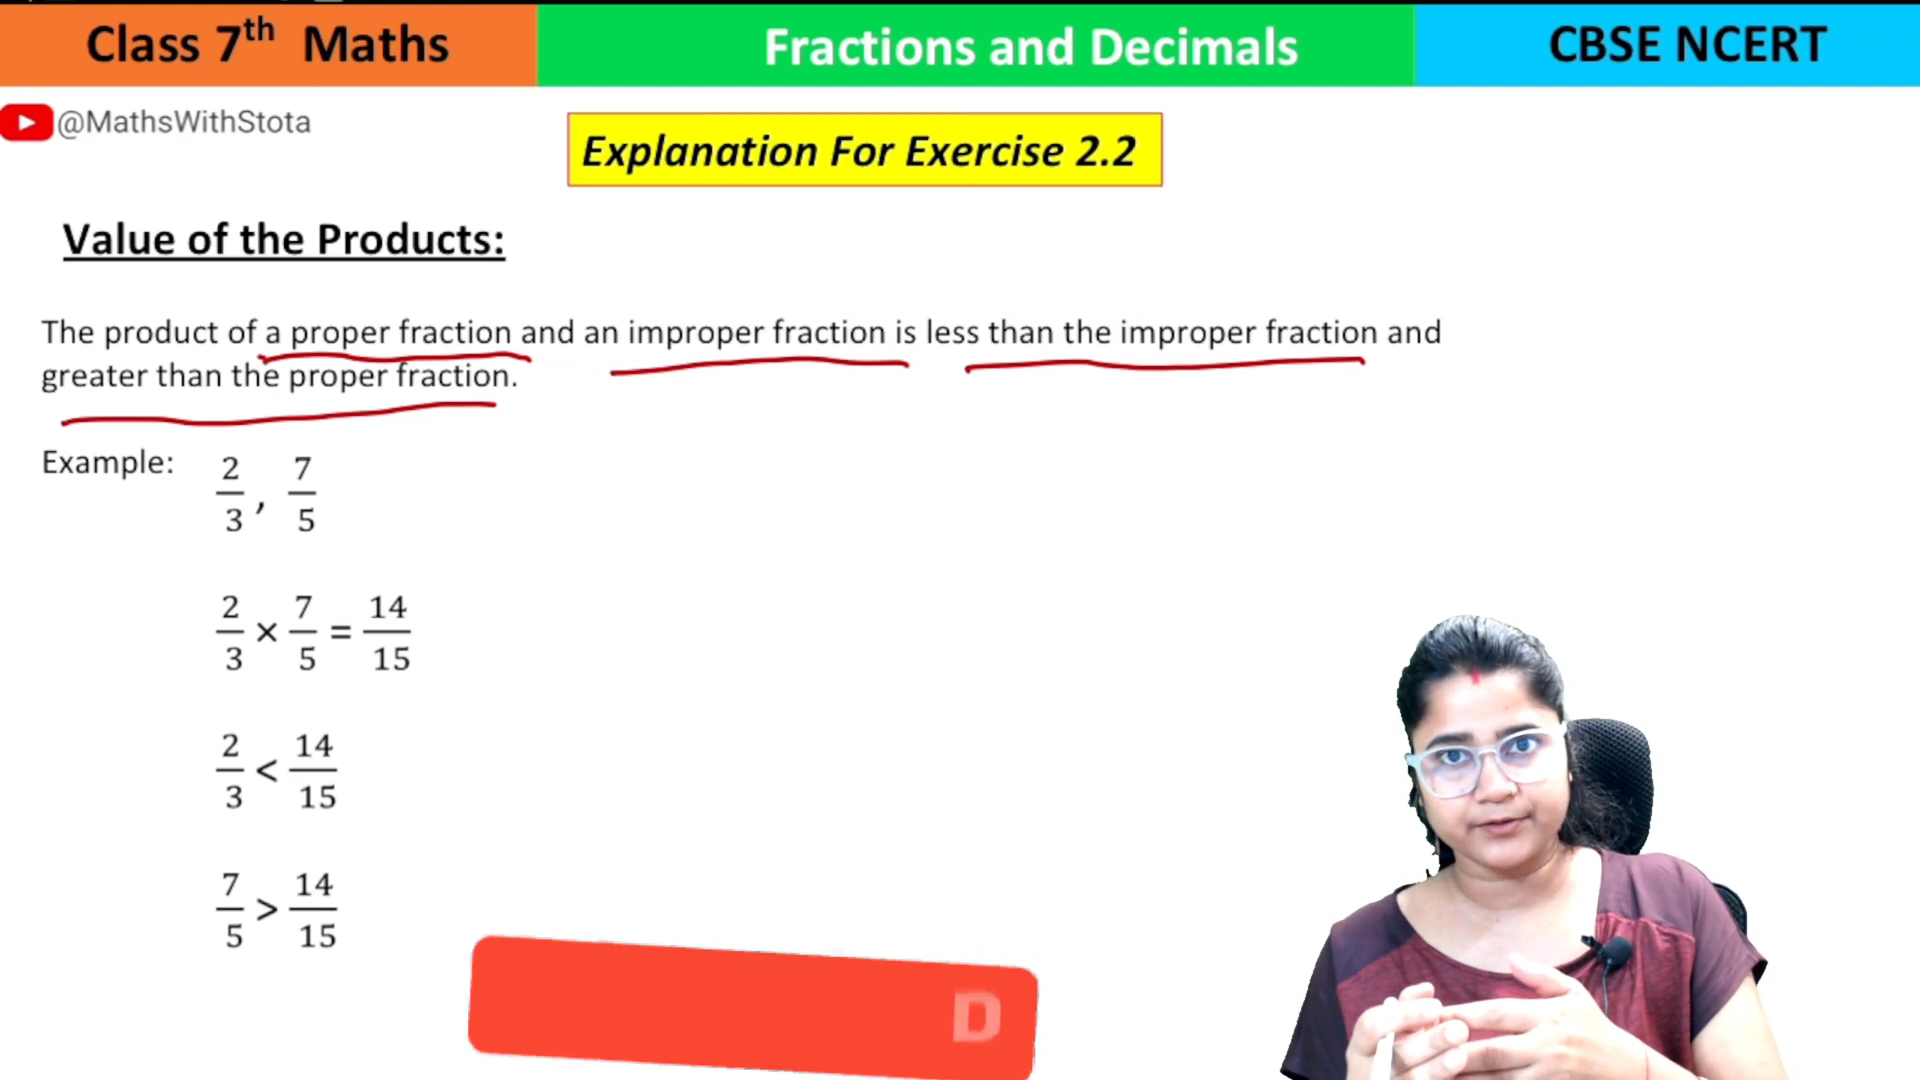 Class 7th Maths
Fractions and Decimals
CBSE NCERT
@MathsWithStota
Explanation For Exercise 2.2
Value of the Products:
The product of a proper fraction and an improper fraction is less than the improper fraction and
greater than the proper fraction.
Example: 2/3 , 7/5
2/3 × 7/5 = 14/15
2/3 < 14/15
7/5 > 14/15
D